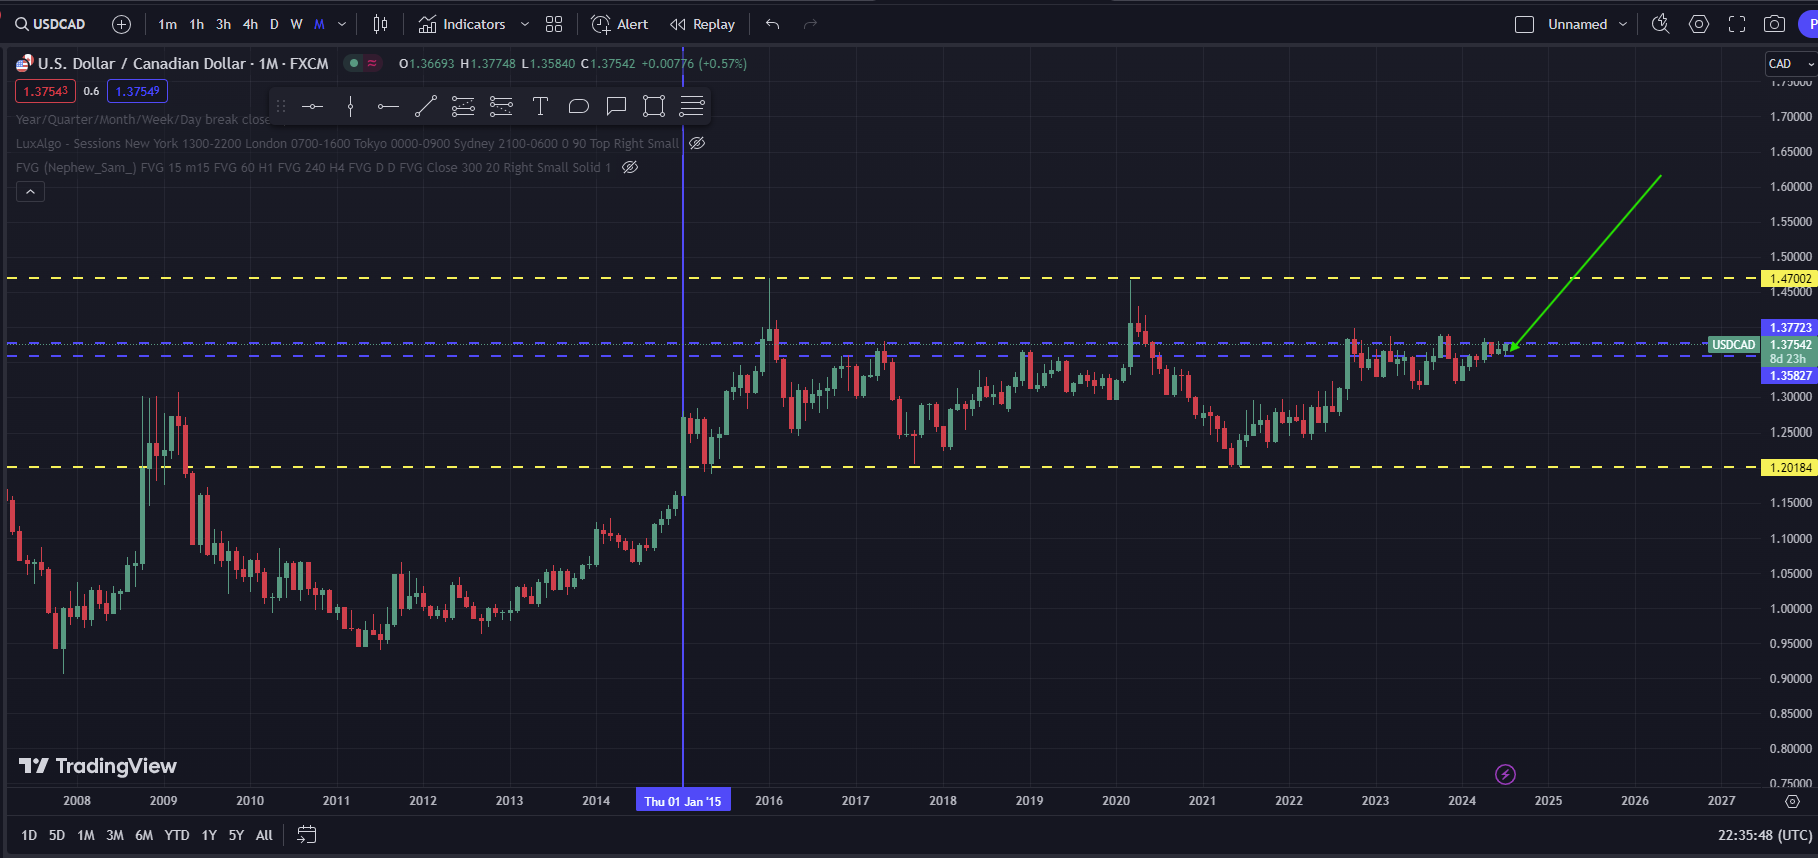 USDCAD 1m 1h 3h 4h D W M Indicators Alert Replay Unnamed P
U.S. Dollar / Canadian Dollar · 1M · FXCM O1.36693 H1.37748 L1.35840 C1.37542 +0.00776 (+0.57%)
CAD
1.37543 0.6 1.37549
1.75000
Year/Quarter/Month/Week/Day break close
1.70000
LuxAlgo - Sessions New York 1300-2200 London 0700-1600 Tokyo 0000-0900 Sydney 2100-0600 0 90 Top Right Small
1.65000
FVG (Nephew_Sam_) FVG 15 m15 FVG 60 H1 FVG 240 H4 FVG D D FVG Close 300 20 Right Small Solid 1
1.60000
1.55000
1.50000
1.47002
1.45000
1.37723
USDCAD 1.37542
8d 23h
1.35827
1.30000
1.25000
1.20184
1.15000
1.10000
1.05000
1.00000
0.95000
0.90000
0.85000
0.80000
TradingView
0.75000
2008 2009 2010 2011 2012 2013 2014 Thu 01 Jan '15 2016 2017 2018 2019 2020 2021 2022 2023 2024 2025 2026 2027
1D 5D 1M 3M 6M YTD 1Y 5Y All 22:35:48 (UTC)